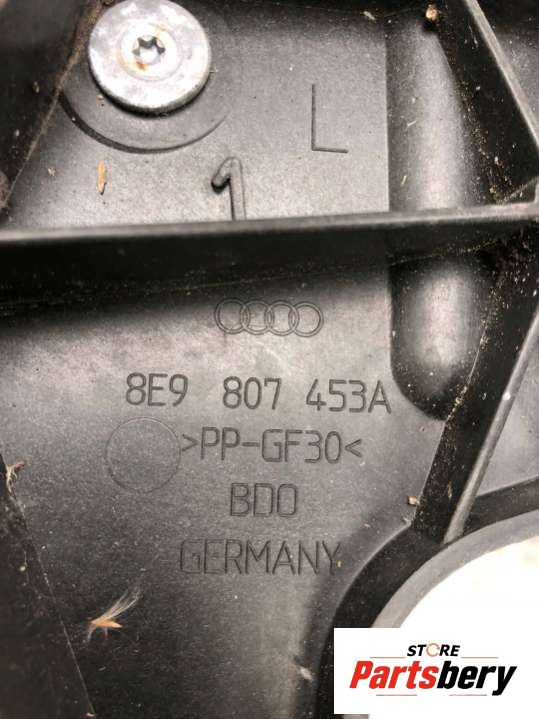 L
1
8E9 807 453A
>PP-GF30<
BDO
GERMANY
STORE
Partsbery